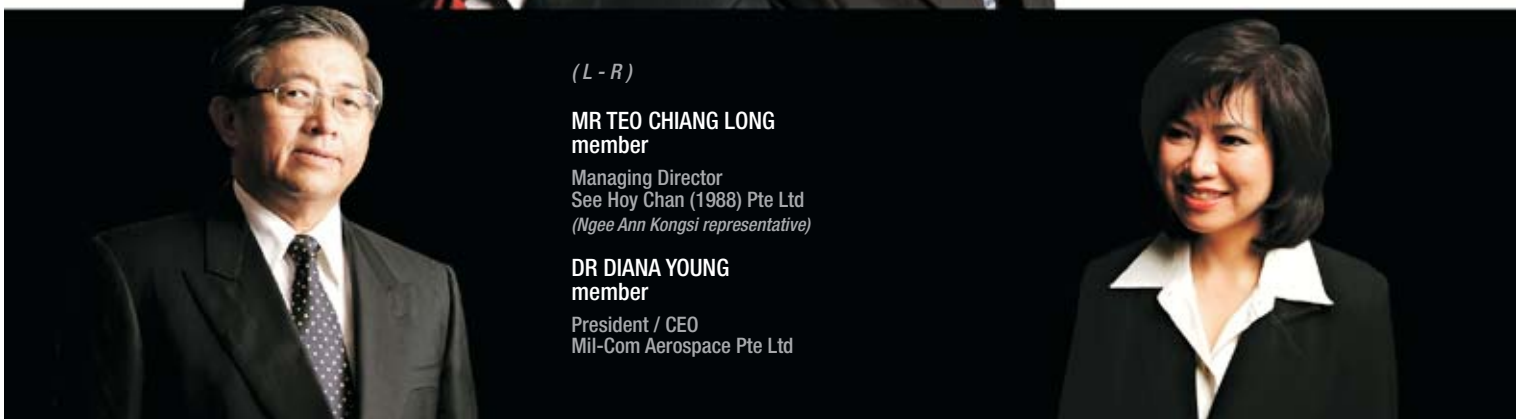 ( L - R )
MR TEO CHIANG LONG
member
Managing Director
See Hoy Chan (1988) Pte Ltd
(Ngee Ann Kongsi representative)
DR DIANA YOUNG
member
President / CEO
Mil-Com Aerospace Pte Ltd